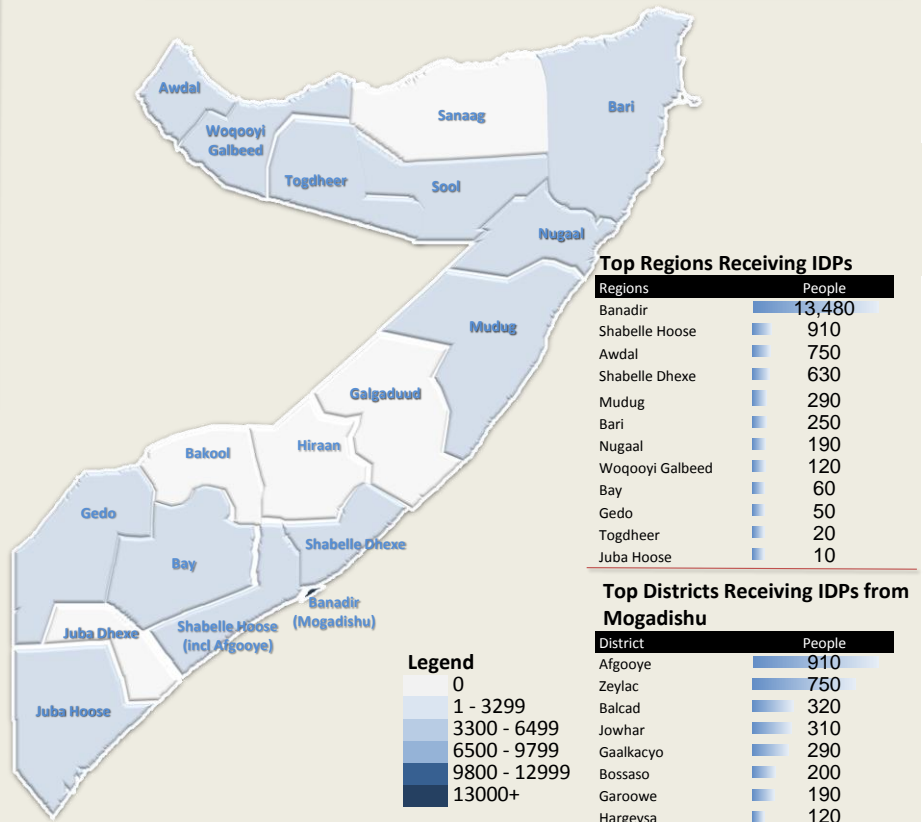 Awdal
Woqooyi
Galbeed
Togdheer
Sanaag
Sool
Bari
Nugaal
Mudug
Galgaduud
Hiraan
Bakool
Gedo
Bay
Shabelle Dhexe
Banadir
(Mogadishu)
Shabelle Hoose
(incl Afgooye)
Juba Dhexe
Juba Hoose
Legend
0
1 - 3299
3300 - 6499
6500 - 9799
9800 - 12999
13000+
Top Regions Receiving IDPs
Regions People
Banadir 13,480
Shabelle Hoose 910
Awdal 750
Shabelle Dhexe 630
Mudug 290
Bari 250
Nugaal 190
Woqooyi Galbeed 120
Bay 60
Gedo 50
Togdheer 20
Juba Hoose 10
Top Districts Receiving IDPs from
Mogadishu
District People
Afgooye 910
Zeylac 750
Balcad 320
Jowhar 310
Gaalkacyo 290
Bossaso 200
Garoowe 190
Hargeysa 120